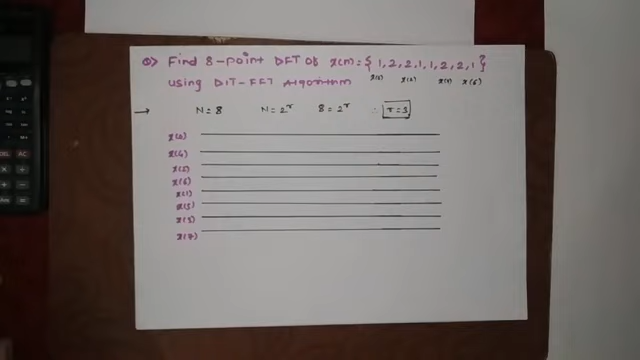 Q) Find 8-point DFT of x(n) = { 1, 2, 2, 1, 1, 2, 2, 1 }
using DIT-FFT Algorithm x(0) x(2) x(6)
→ N = 8 N = 2^r 8 = 2^r ∴ r = 3
x(0)
x(4)
x(2)
x(6)
x(1)
x(5)
x(3)
x(7)